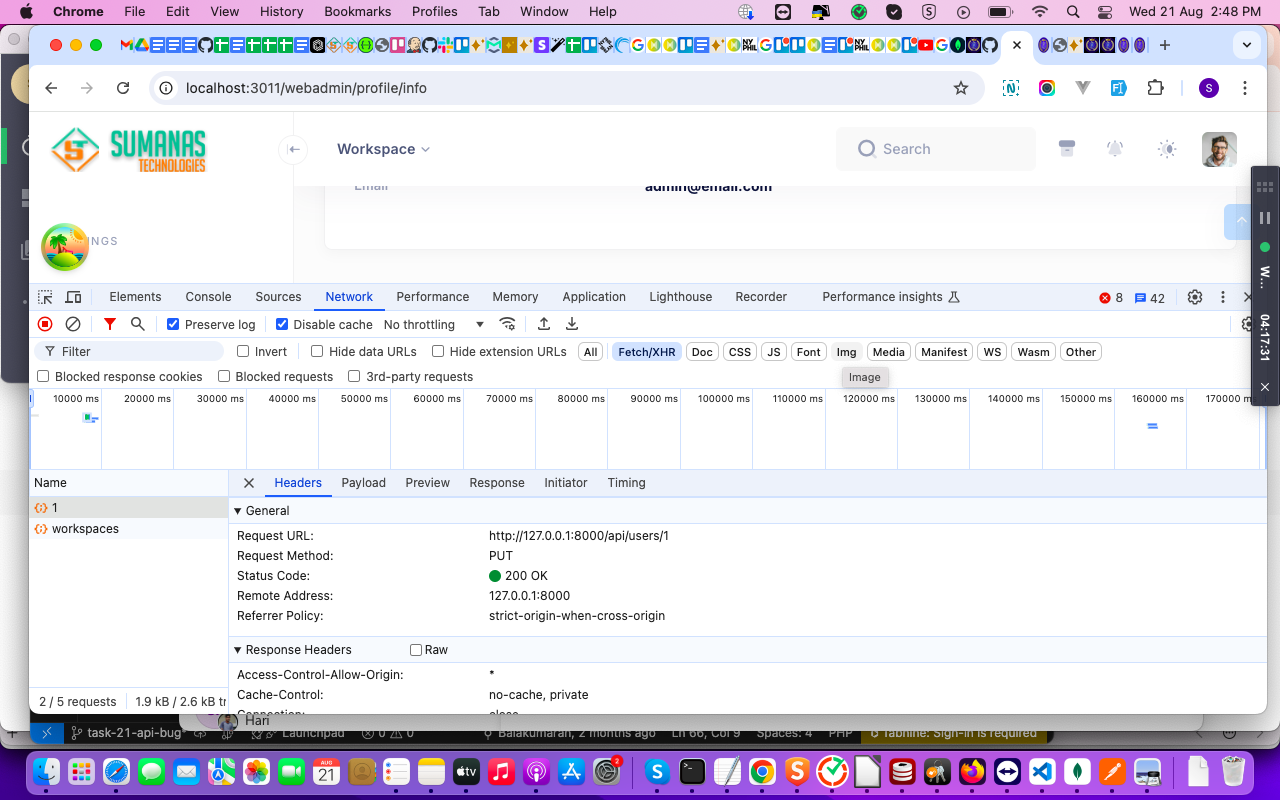 Chrome File Edit View History Bookmarks Profiles Tab Window Help Wed 21 Aug 2:48 PM
localhost:3011/webadmin/profile/info
SUMANAS
TECHNOLOGIES
Workspace
Search
Email admin@email.com
INGS
Elements Console Sources Network Performance Memory Application Lighthouse Recorder Performance insights 8 42
Preserve log Disable cache No throttling
Filter Invert Hide data URLs Hide extension URLs All Fetch/XHR Doc CSS JS Font Img Media Manifest WS Wasm Other
Blocked response cookies Blocked requests 3rd-party requests
Image
10000 ms 20000 ms 30000 ms 40000 ms 50000 ms 60000 ms 70000 ms 80000 ms 90000 ms 100000 ms 110000 ms 120000 ms 130000 ms 140000 ms 150000 ms 160000 ms 170000 ms
W...
04:17:31
Name
1
workspaces
2 / 5 requests 1.9 kB / 2.6 kB tr
Headers Payload Preview Response Initiator Timing
General
Request URL: http://127.0.0.1:8000/api/users/1
Request Method: PUT
Status Code: 200 OK
Remote Address: 127.0.0.1:8000
Referrer Policy: strict-origin-when-cross-origin
Response Headers Raw
Access-Control-Allow-Origin: *
Cache-Control: no-cache, private
Connection: close
Hari
task-21-api-bug* Launchpad 0 0 Balakumaran, 2 months ago Ln 66, Col 9 Spaces: 4 PHP Tabnine: Sign-in is required
AUG
21
tv
2